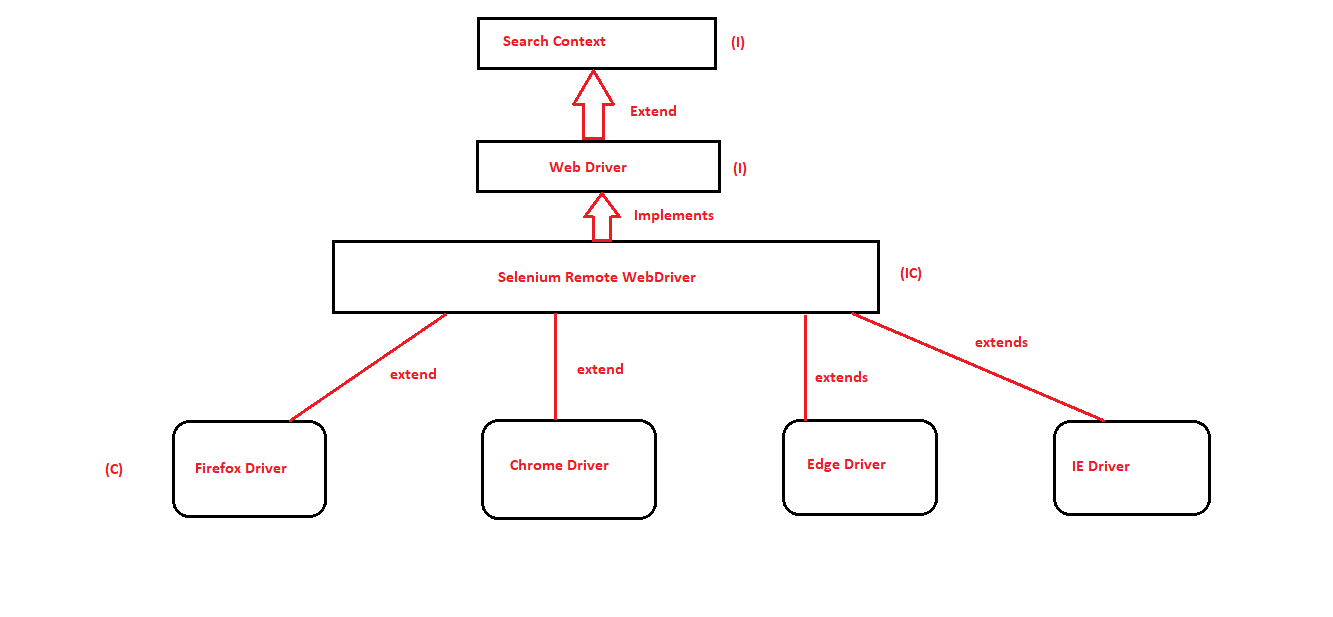 Search Context
(I)
Extend
Web Driver
(I)
Implements
Selenium Remote WebDriver
(IC)
extend
extend
extends
extends
(C)
Firefox Driver
Chrome Driver
Edge Driver
IE Driver